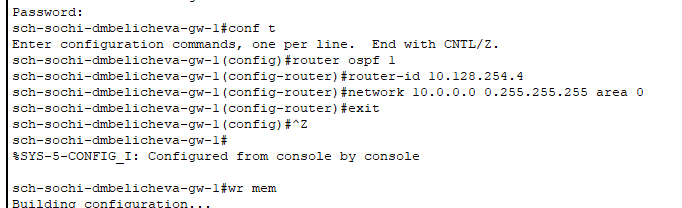 Password:
sch-sochi-dmbelicheva-gw-1#conf t
Enter configuration commands, one per line.  End with CNTL/Z.
sch-sochi-dmbelicheva-gw-1(config)#router ospf 1
sch-sochi-dmbelicheva-gw-1(config-router)#router-id 10.128.254.4
sch-sochi-dmbelicheva-gw-1(config-router)#network 10.0.0.0 0.255.255.255 area 0
sch-sochi-dmbelicheva-gw-1(config-router)#exit
sch-sochi-dmbelicheva-gw-1(config)#^Z
sch-sochi-dmbelicheva-gw-1#
%SYS-5-CONFIG_I: Configured from console by console
sch-sochi-dmbelicheva-gw-1#wr mem
Building configuration...